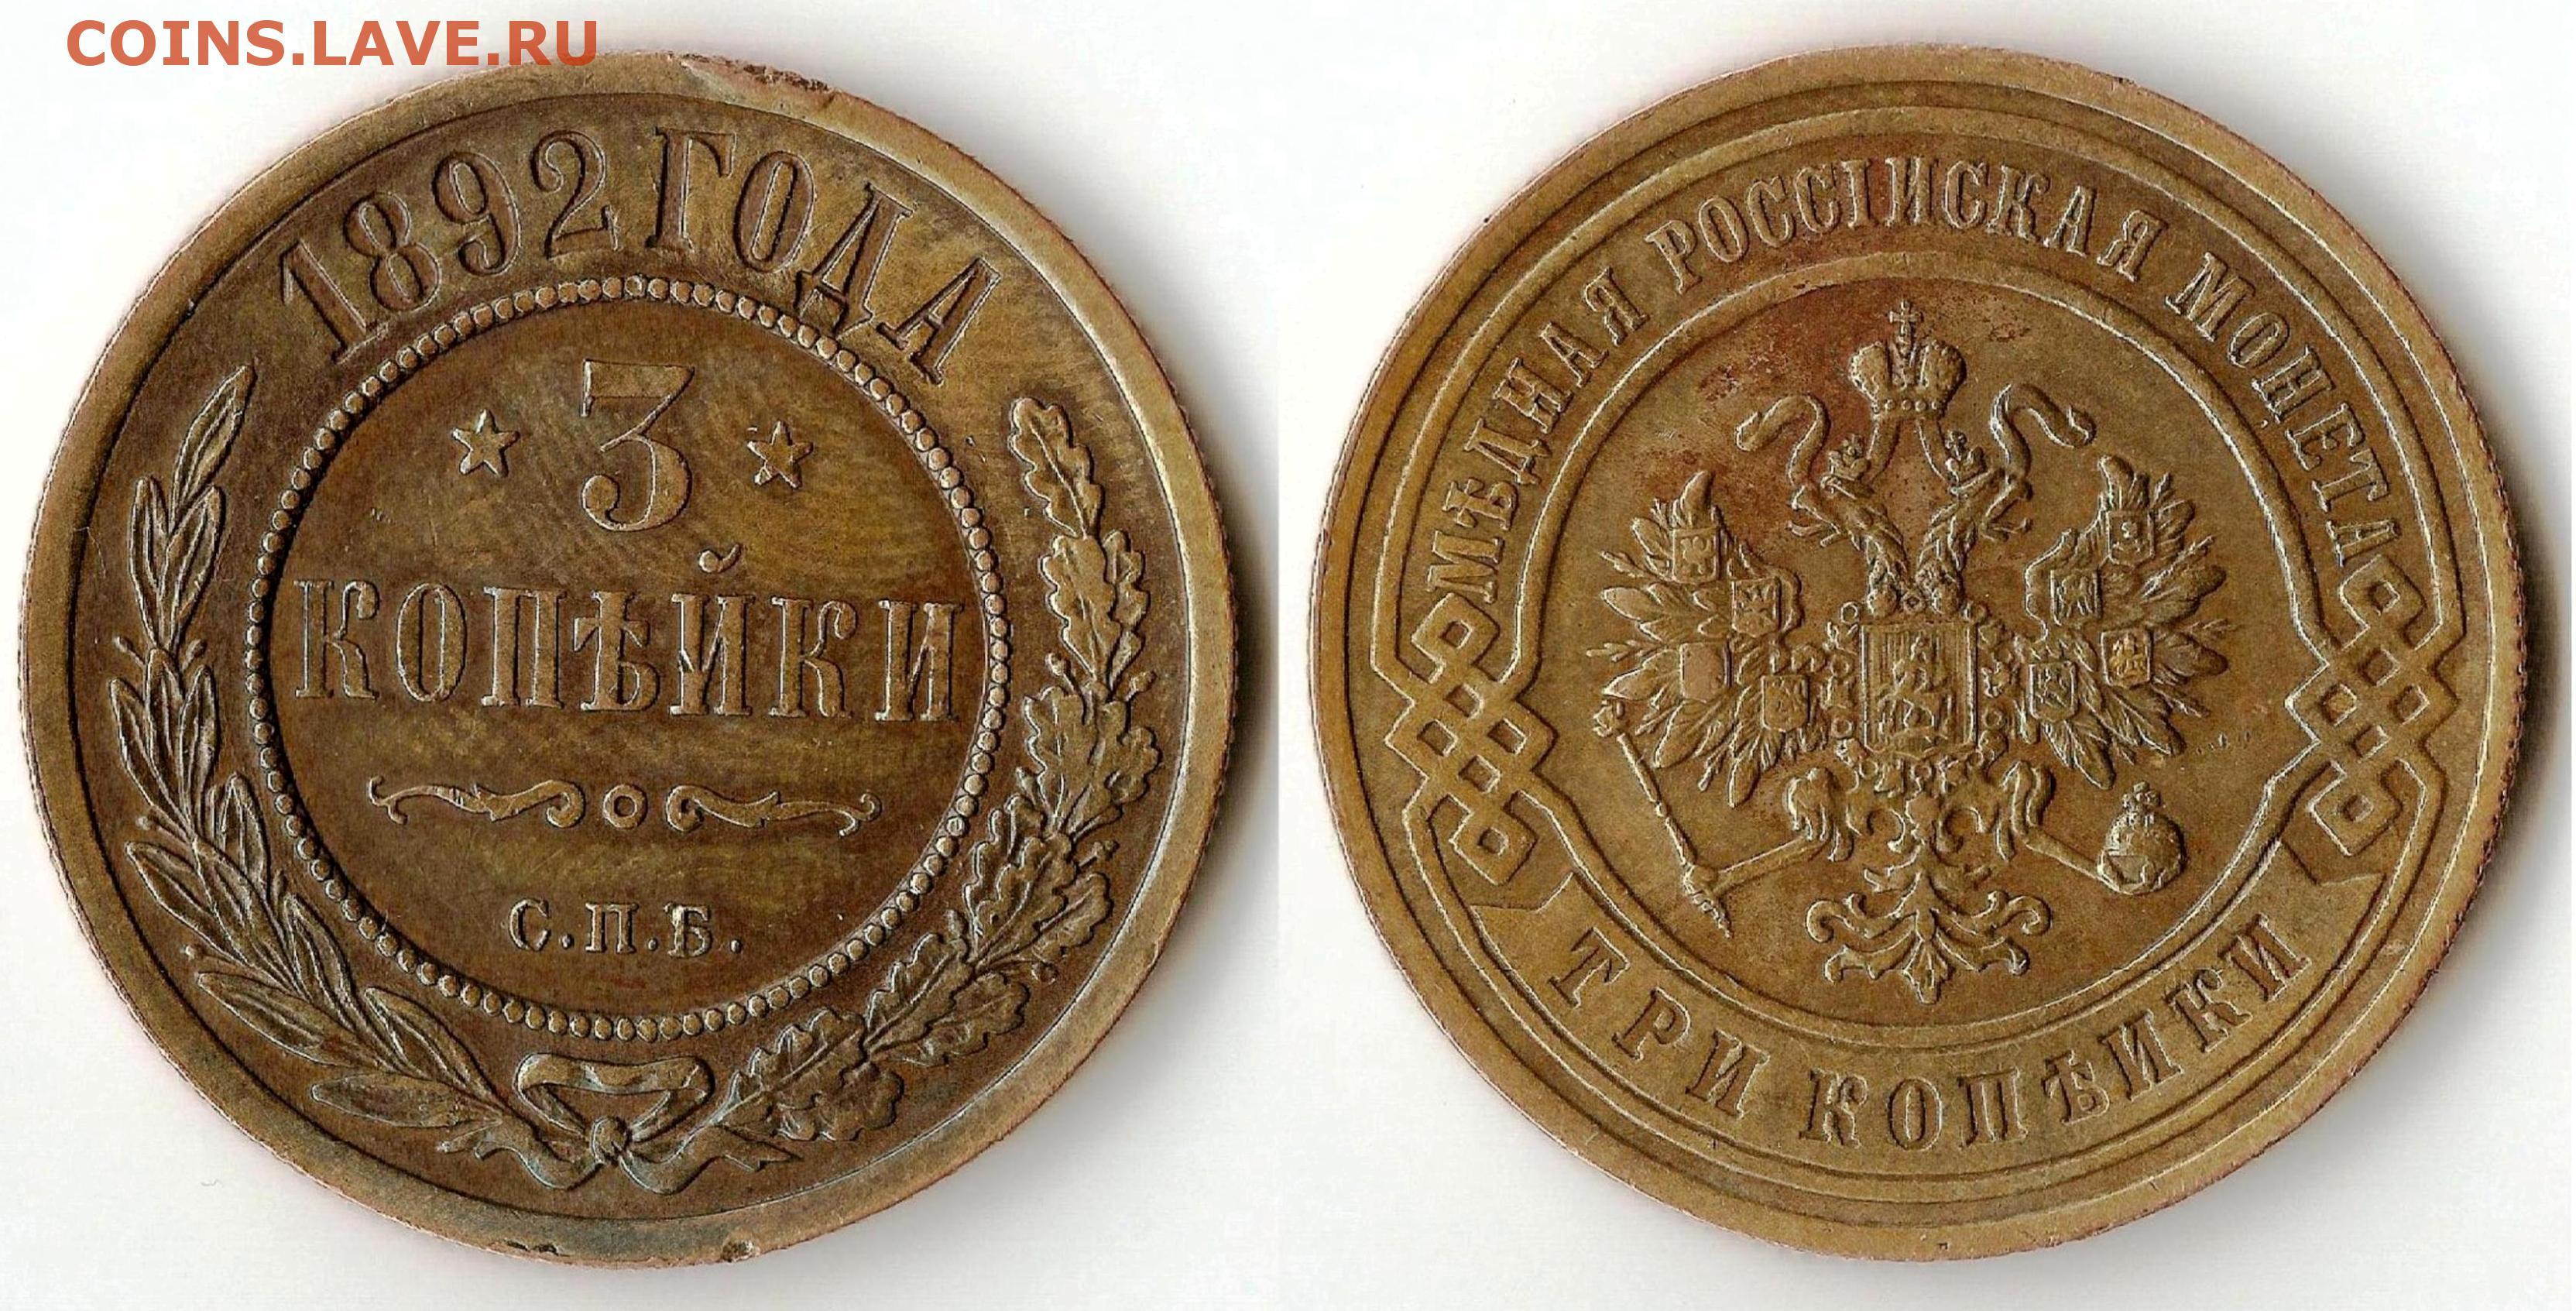 COINS.LAVE.RU
1892 ГОДА
3
КОПѢЙКИ
С.П.Б.
МѢДНАЯ РОССIЙСКАЯ МОНЕТА
ТРИ КОПѢЙКИ